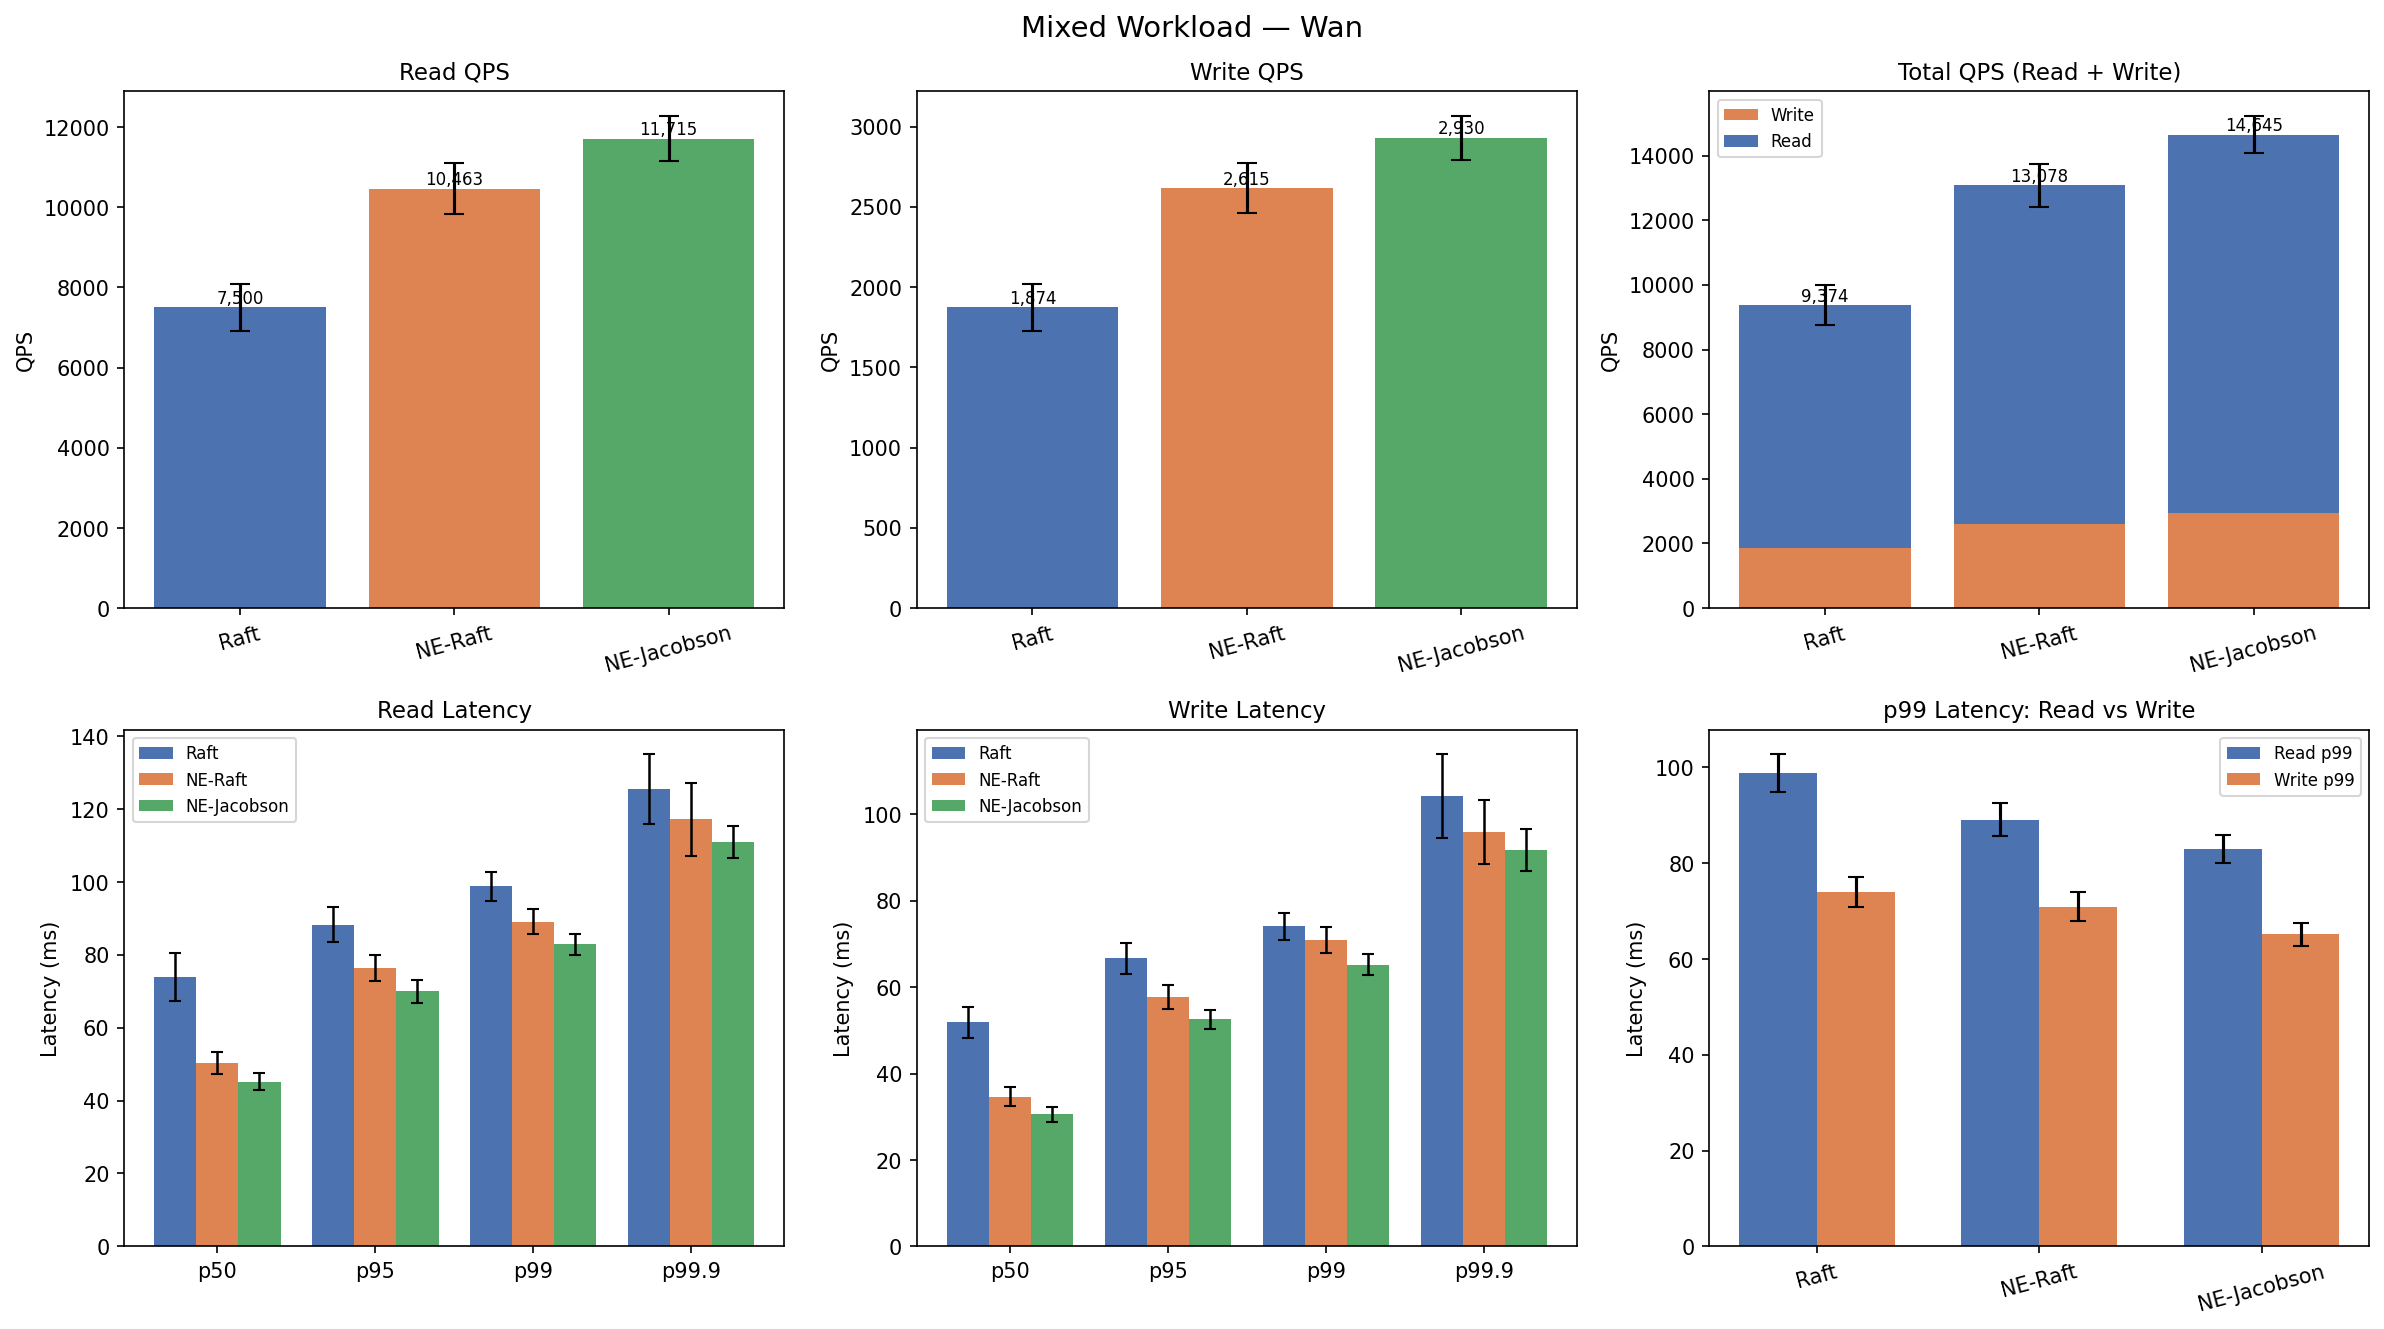 Mixed Workload — Wan
Read QPS
QPS
12000
10000
8000
6000
4000
2000
0
7,500
10,463
11,715
Raft
NE-Raft
NE-Jacobson
Write QPS
QPS
3000
2500
2000
1500
1000
500
0
1,874
2,615
2,930
Raft
NE-Raft
NE-Jacobson
Total QPS (Read + Write)
QPS
14000
12000
10000
8000
6000
4000
2000
0
Write
Read
9,374
13,078
14,645
Raft
NE-Raft
NE-Jacobson
Read Latency
Latency (ms)
140
120
100
80
60
40
20
0
Raft
NE-Raft
NE-Jacobson
p50
p95
p99
p99.9
Write Latency
Latency (ms)
100
80
60
40
20
0
Raft
NE-Raft
NE-Jacobson
p50
p95
p99
p99.9
p99 Latency: Read vs Write
Latency (ms)
100
80
60
40
20
0
Read p99
Write p99
Raft
NE-Raft
NE-Jacobson